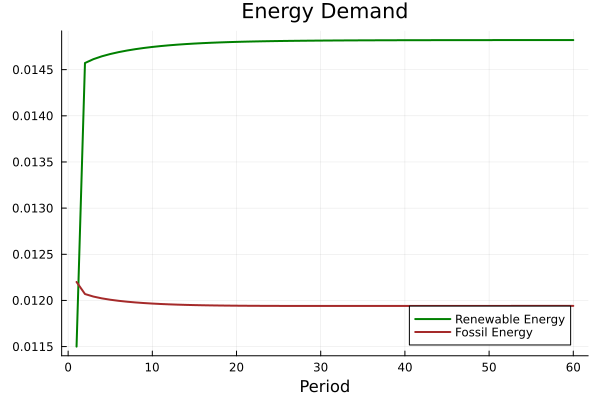 Energy Demand
0.0145
0.0140
0.0135
0.0130
0.0125
0.0120
0.0115
Renewable Energy
Fossil Energy
0 10 20 30 40 50 60
Period